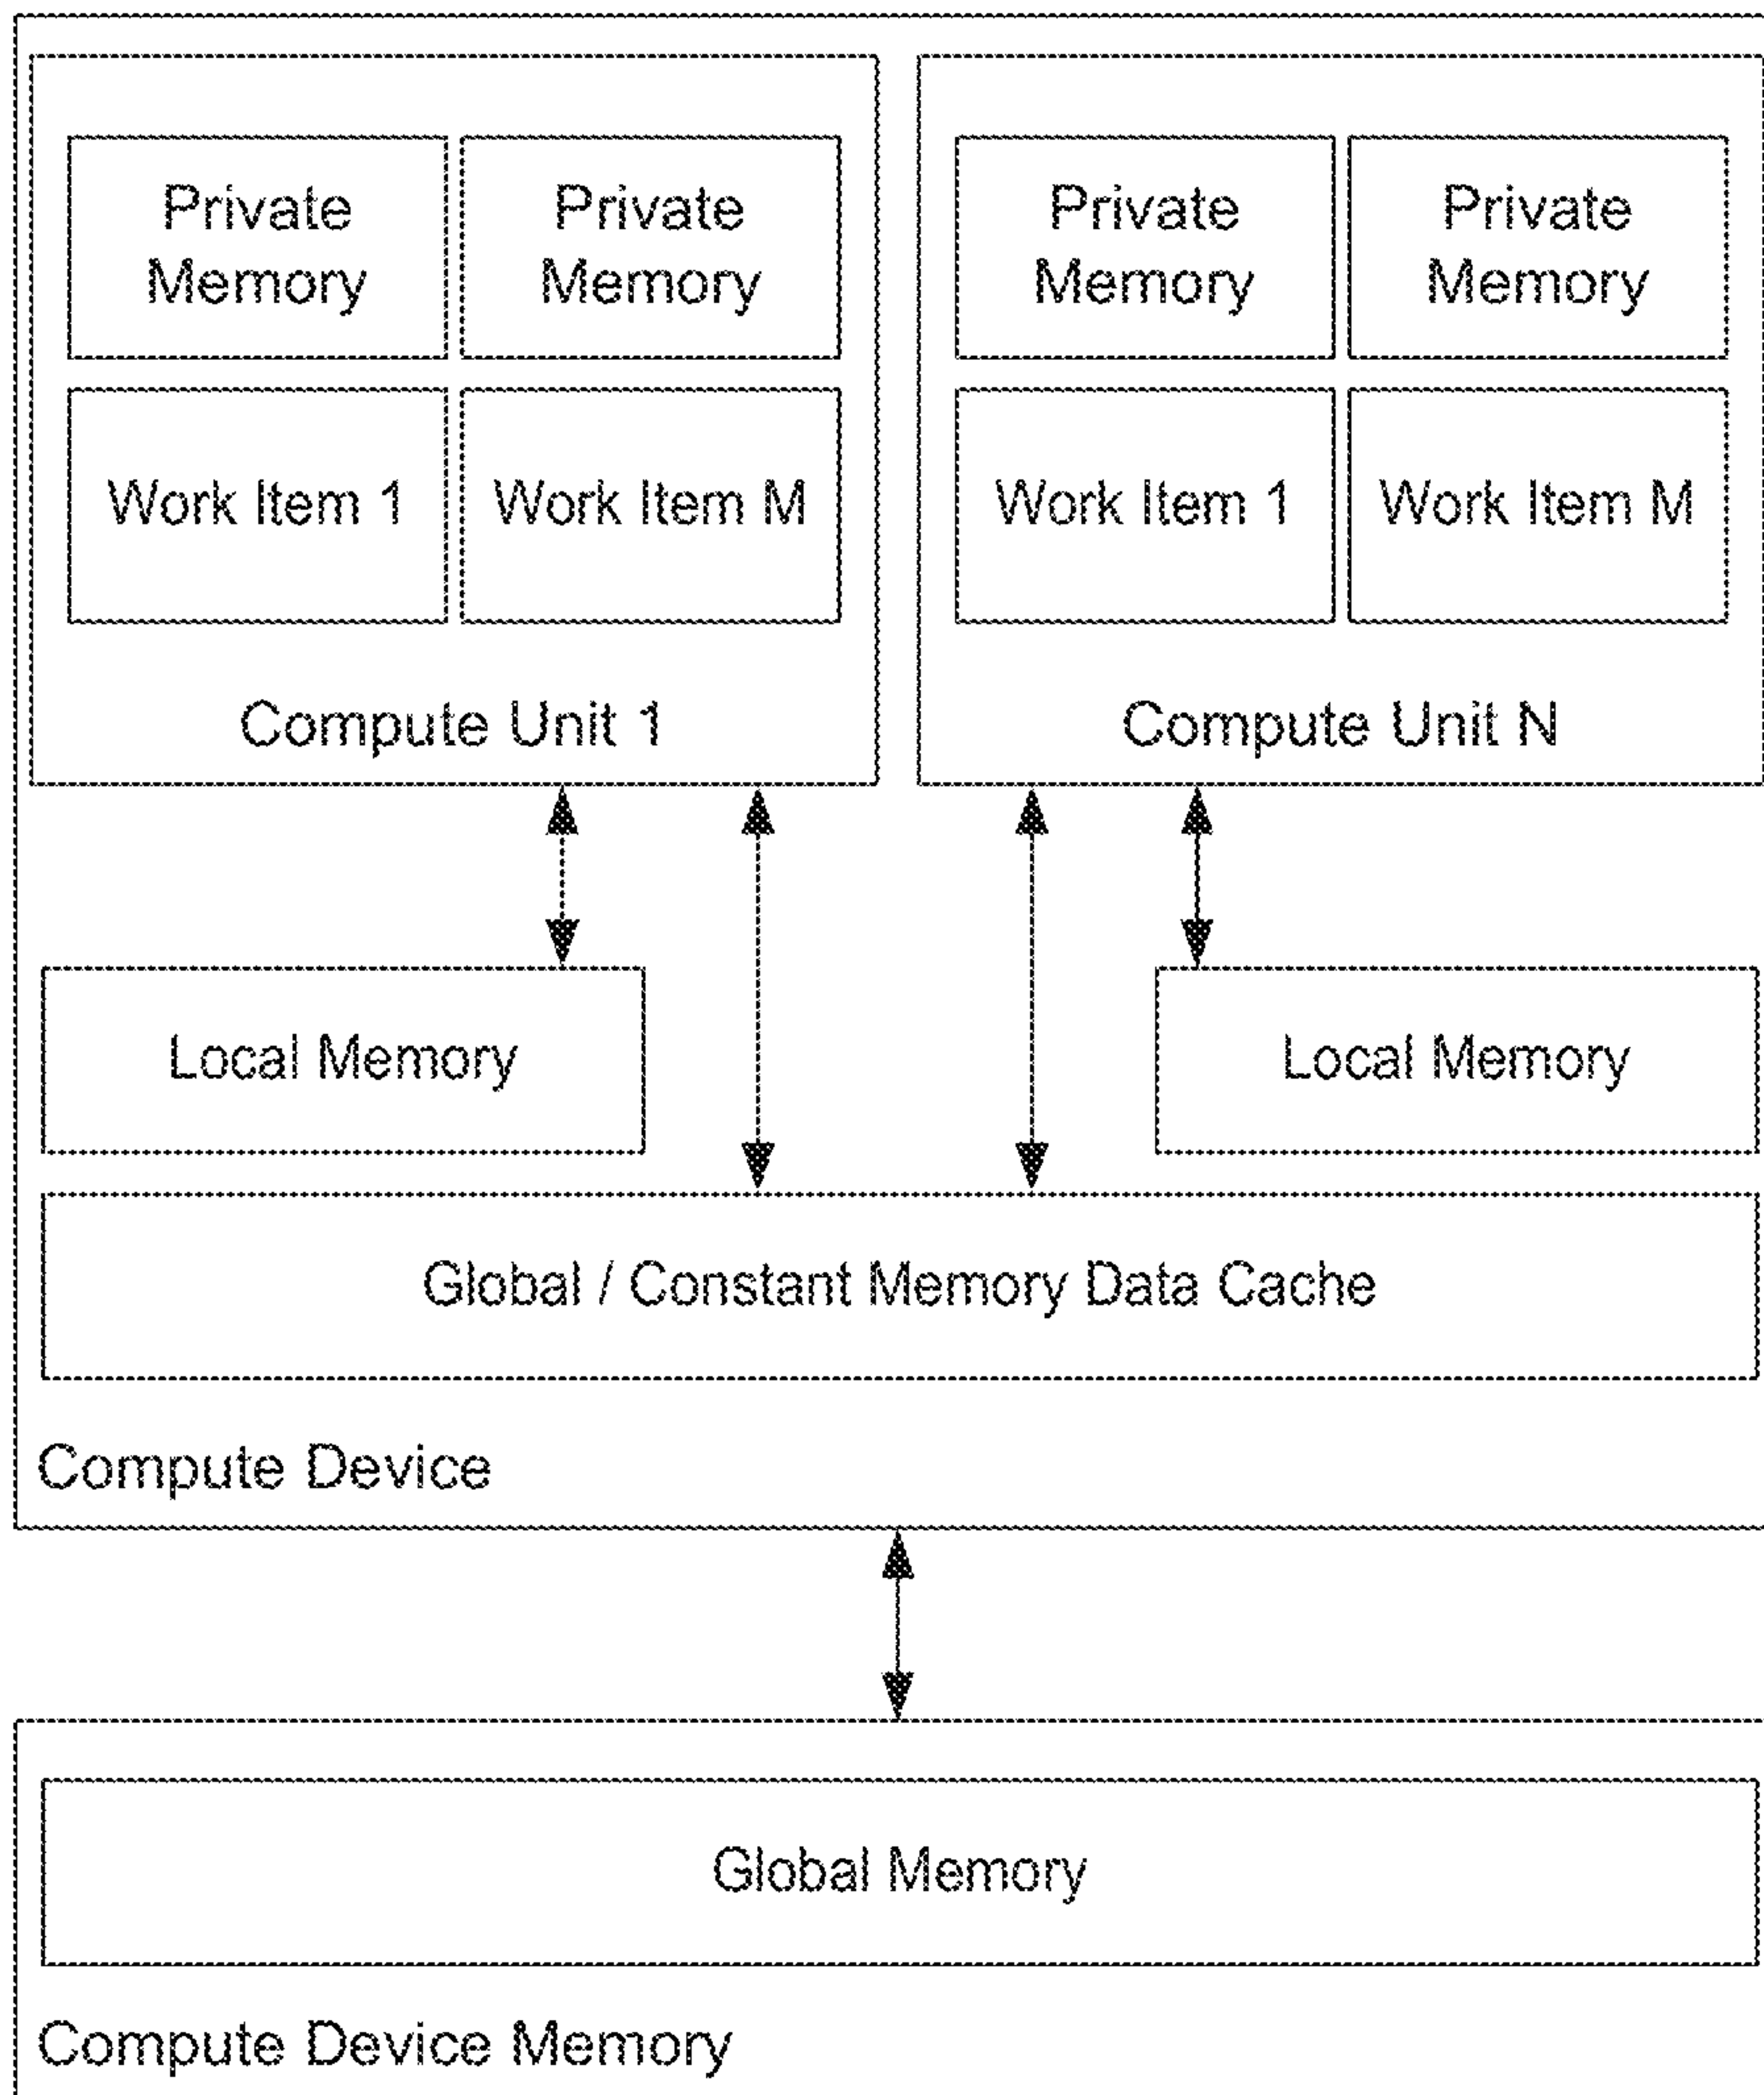 Private Memory
Private Memory
Private Memory
Private Memory
Work Item 1
Work Item M
Work Item 1
Work Item M
Compute Unit 1
Compute Unit N
Local Memory
Local Memory
Global / Constant Memory Data Cache
Compute Device
Global Memory
Compute Device Memory